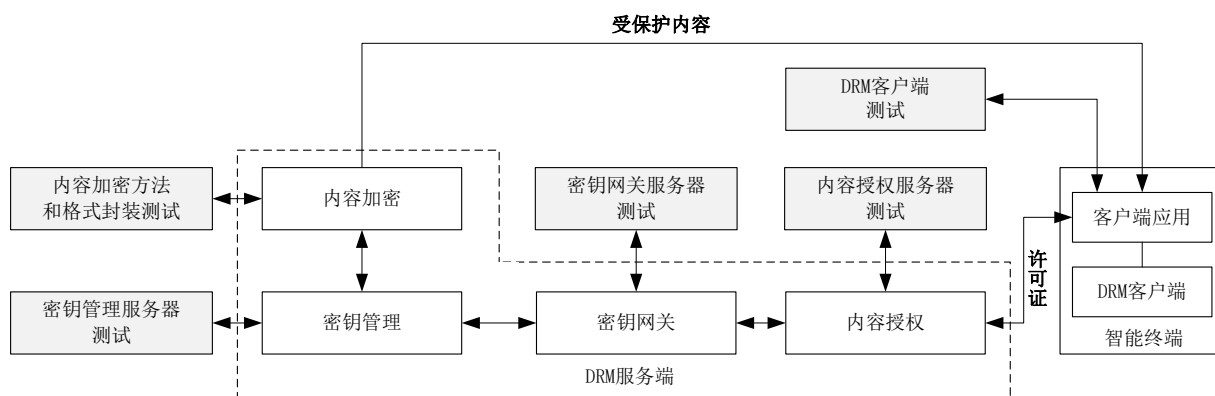 受保护内容
DRM客户端
测试
内容加密方法
和格式封装测试
内容加密
密钥网关服务器
测试
内容授权服务器
测试
客户端应用
许可证
密钥管理服务器
测试
密钥管理
密钥网关
内容授权
DRM客户端
智能终端
DRM服务端